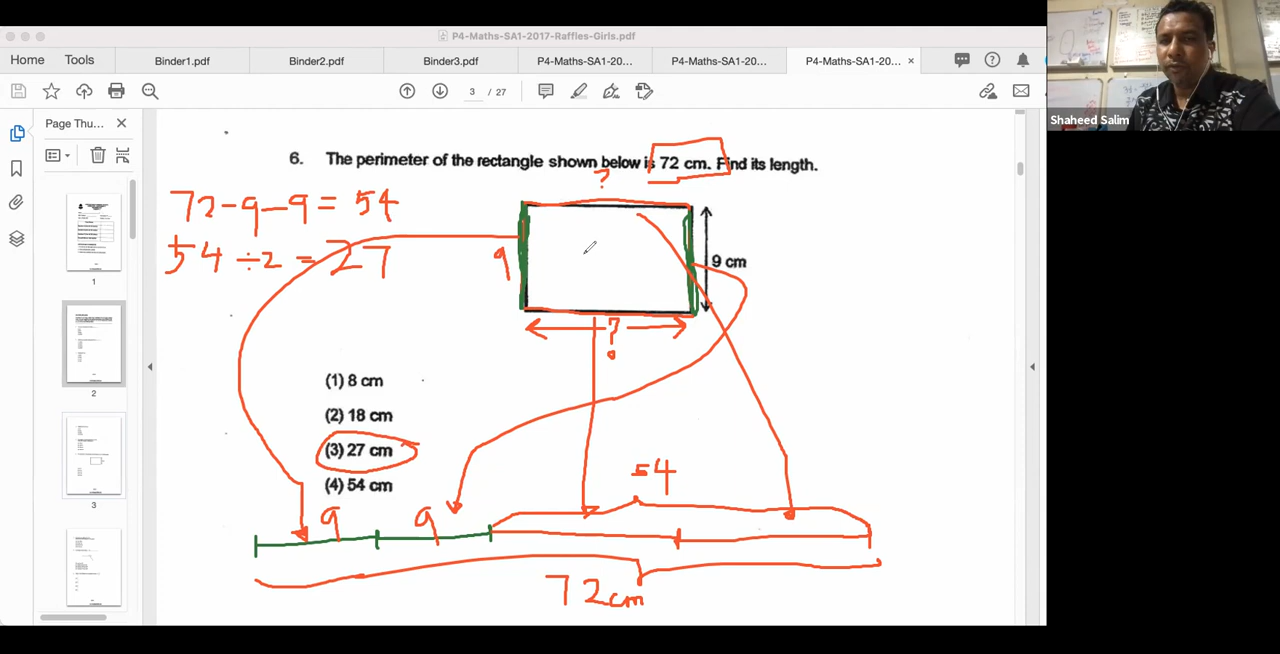 P4-Maths-SA1-2017-Raffles-Girls.pdf
Home Tools Binder1.pdf Binder2.pdf Binder3.pdf P4-Maths-SA1-20... P4-Maths-SA1-20... P4-Maths-SA1-20... ×
3 / 27
Page Thu... ×
1
2
3
6. The perimeter of the rectangle shown below is 72 cm. Find its length.
?
72-9-9 = 54
54 ÷2 = 27
9
9 cm
?
(1) 8 cm
(2) 18 cm
(3) 27 cm
(4) 54 cm
54
9 9
72cm
Shaheed Salim